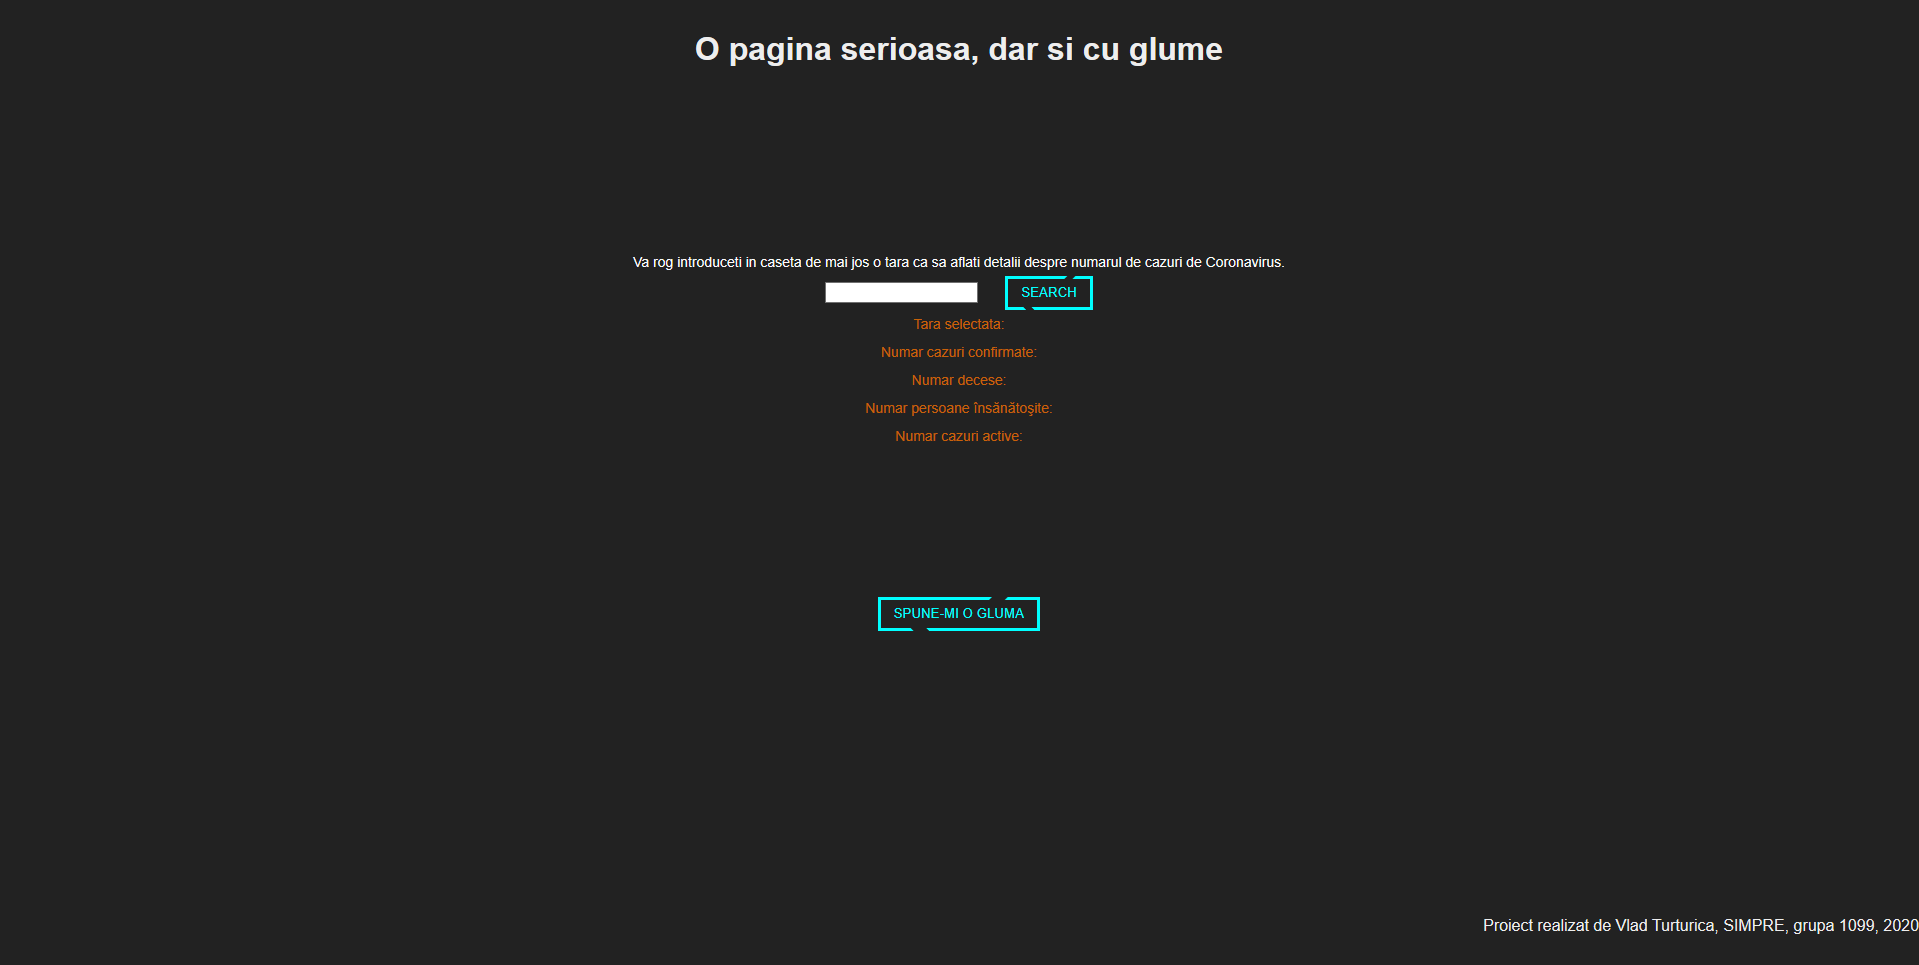 O pagina serioasa, dar si cu glume
Va rog introduceti in caseta de mai jos o tara ca sa aflati detalii despre numarul de cazuri de Coronavirus.
SEARCH
Tara selectata:
Numar cazuri confirmate:
Numar decese:
Numar persoane însănătoşite:
Numar cazuri active:
SPUNE-MI O GLUMA
Proiect realizat de Vlad Turturica, SIMPRE, grupa 1099, 2020